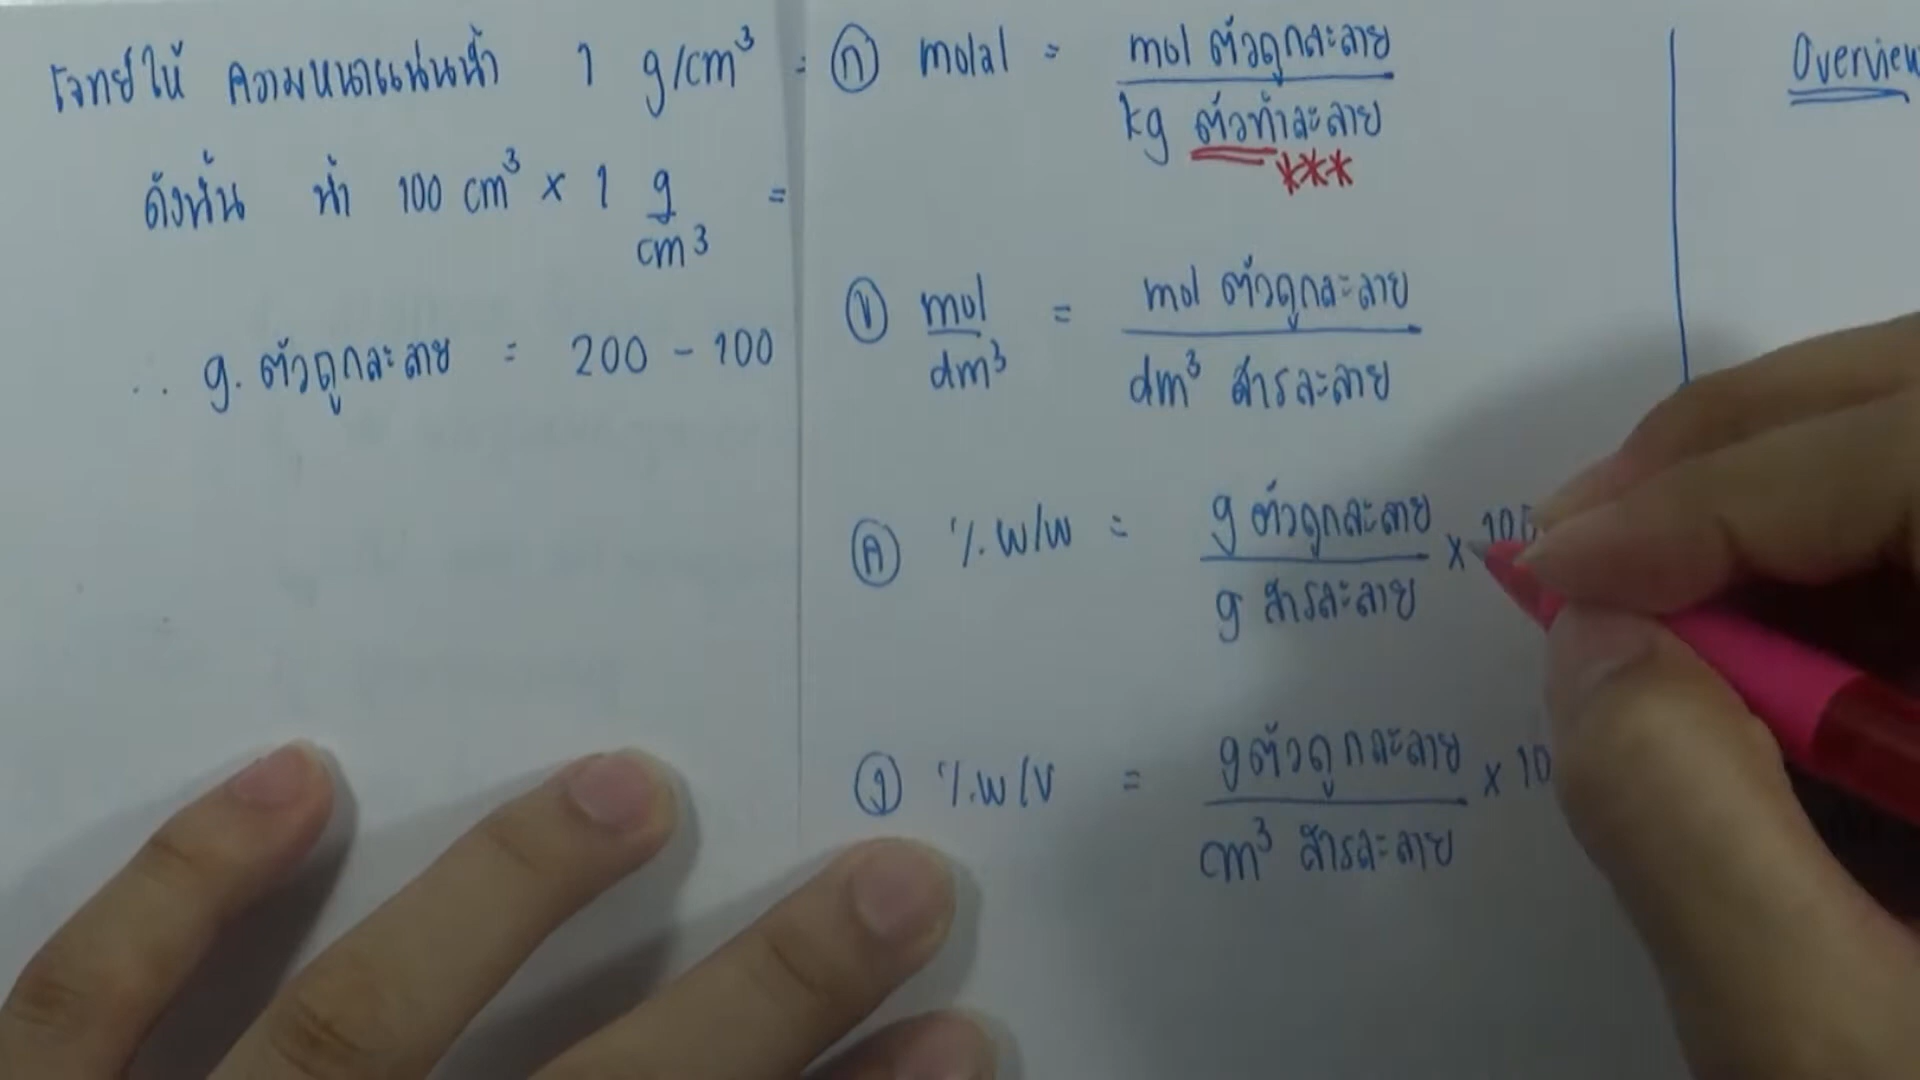 โจทย์ให้ ความหนาแน่นน้ำ 1 g/cm³
ดังนั้น น้ำ 100 cm³ x 1 g =
cm³
∴ g. ตัวถูกละลาย = 200 - 100
ก molal = mol ตัวถูกละลาย
kg ตัวทำละลาย
***
ข mol = mol ตัวถูกละลาย
dm³ dm³ สารละลาย
ค %w/w = g ตัวถูกละลาย x 100
g สารละลาย
ง %w/v = g ตัวถูกละลาย x 10
cm³ สารละลาย
Overview